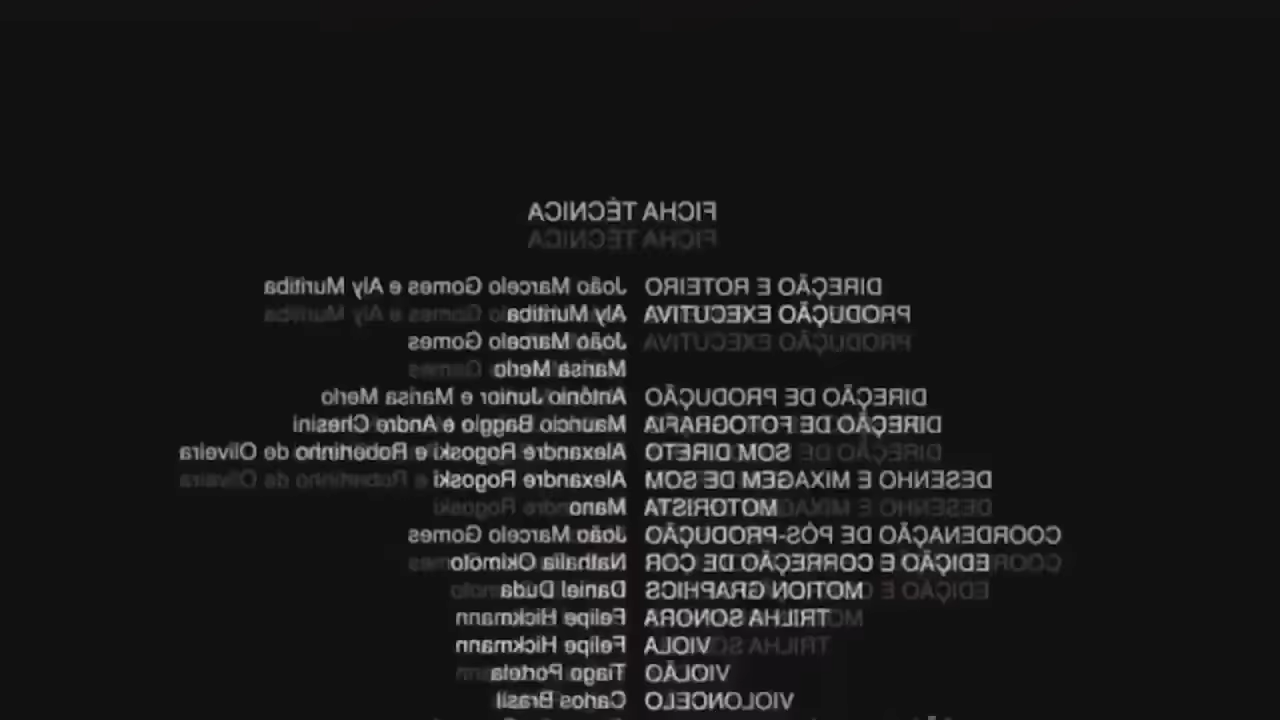 FICHA TÉCNICA
DIREÇÃO E ROTEIRO João Marcelo Gomes e Aly Muritiba
PRODUÇÃO EXECUTIVA Aly Muritiba
João Marcelo Gomes
Marisa Merlo
DIREÇÃO DE PRODUÇÃO Antônio Junior e Marisa Merlo
DIREÇÃO DE FOTOGRAFIA Mauricio Baggio e Andre Chesini
SOM DIRETO Alexandre Rogoski e Robertinho de Oliveira
DESENHO E MIXAGEM DE SOM Alexandre Rogoski
MOTORISTA Mano
COORDENAÇÃO DE PÓS-PRODUÇÃO João Marcelo Gomes
EDIÇÃO E CORREÇÃO DE COR Nathalia Okimoto
MOTION GRAPHICS Daniel Duda
TRILHA SONORA Felipe Hickmann
VIOLA Felipe Hickmann
VIOLÃO Tiago Portela
VIOLONCELO Carlos Brasil